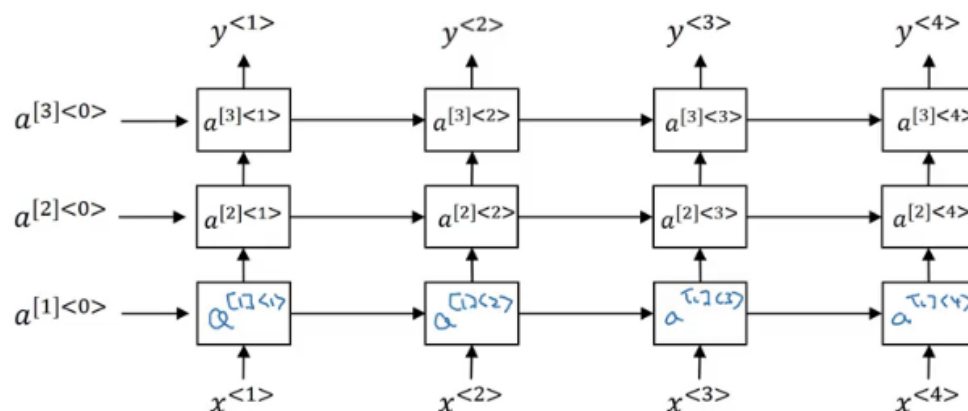 y<1> y<2> y<3> y<4>
a[3]<0> a[3]<1> a[3]<2> a[3]<3> a[3]<4>
a[2]<0> a[2]<1> a[2]<2> a[2]<3> a[2]<4>
a[1]<0> a[1]<1> a[1]<2> a[1]<3> a[1]<4>
x<1> x<2> x<3> x<4>